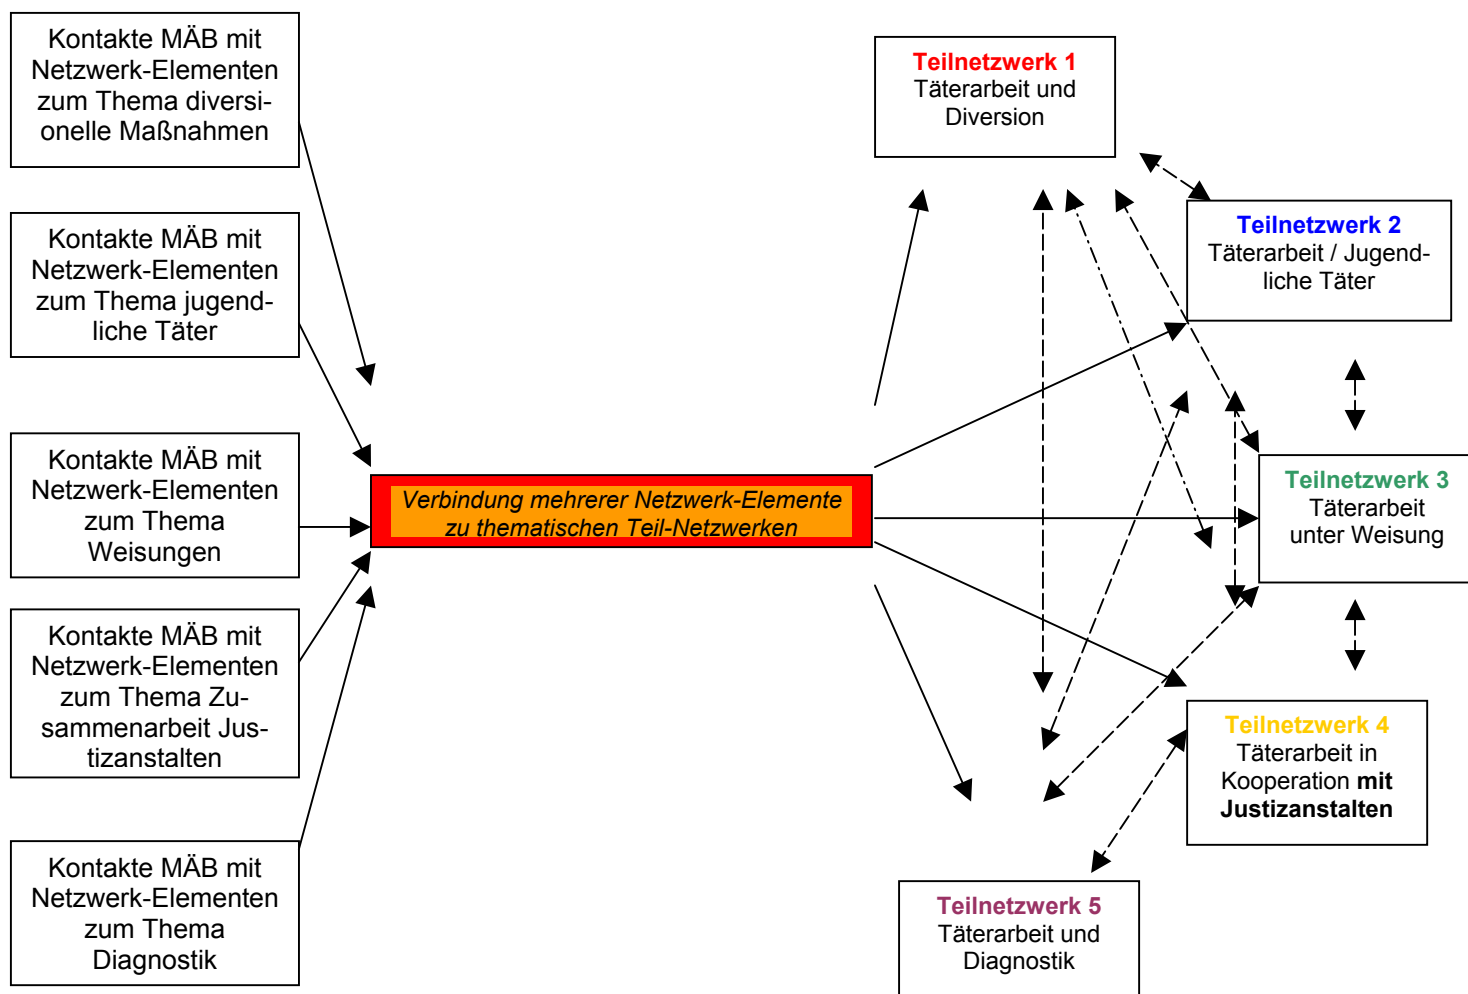 Kontakte MÄB mit
Netzwerk-Elementen
zum Thema diversi-
onelle Maßnahmen
Kontakte MÄB mit
Netzwerk-Elementen
zum Thema jugend-
liche Täter
Kontakte MÄB mit
Netzwerk-Elementen
zum Thema
Weisungen
Kontakte MÄB mit
Netzwerk-Elementen
zum Thema Zu-
sammenarbeit Jus-
tizanstalten
Kontakte MÄB mit
Netzwerk-Elementen
zum Thema
Diagnostik
Verbindung mehrerer Netzwerk-Elemente
zu thematischen Teil-Netzwerken
Teilnetzwerk 1
Täterarbeit und
Diversion
Teilnetzwerk 2
Täterarbeit / Jugend-
liche Täter
Teilnetzwerk 3
Täterarbeit
unter Weisung
Teilnetzwerk 4
Täterarbeit in
Kooperation mit
Justizanstalten
Teilnetzwerk 5
Täterarbeit und
Diagnostik